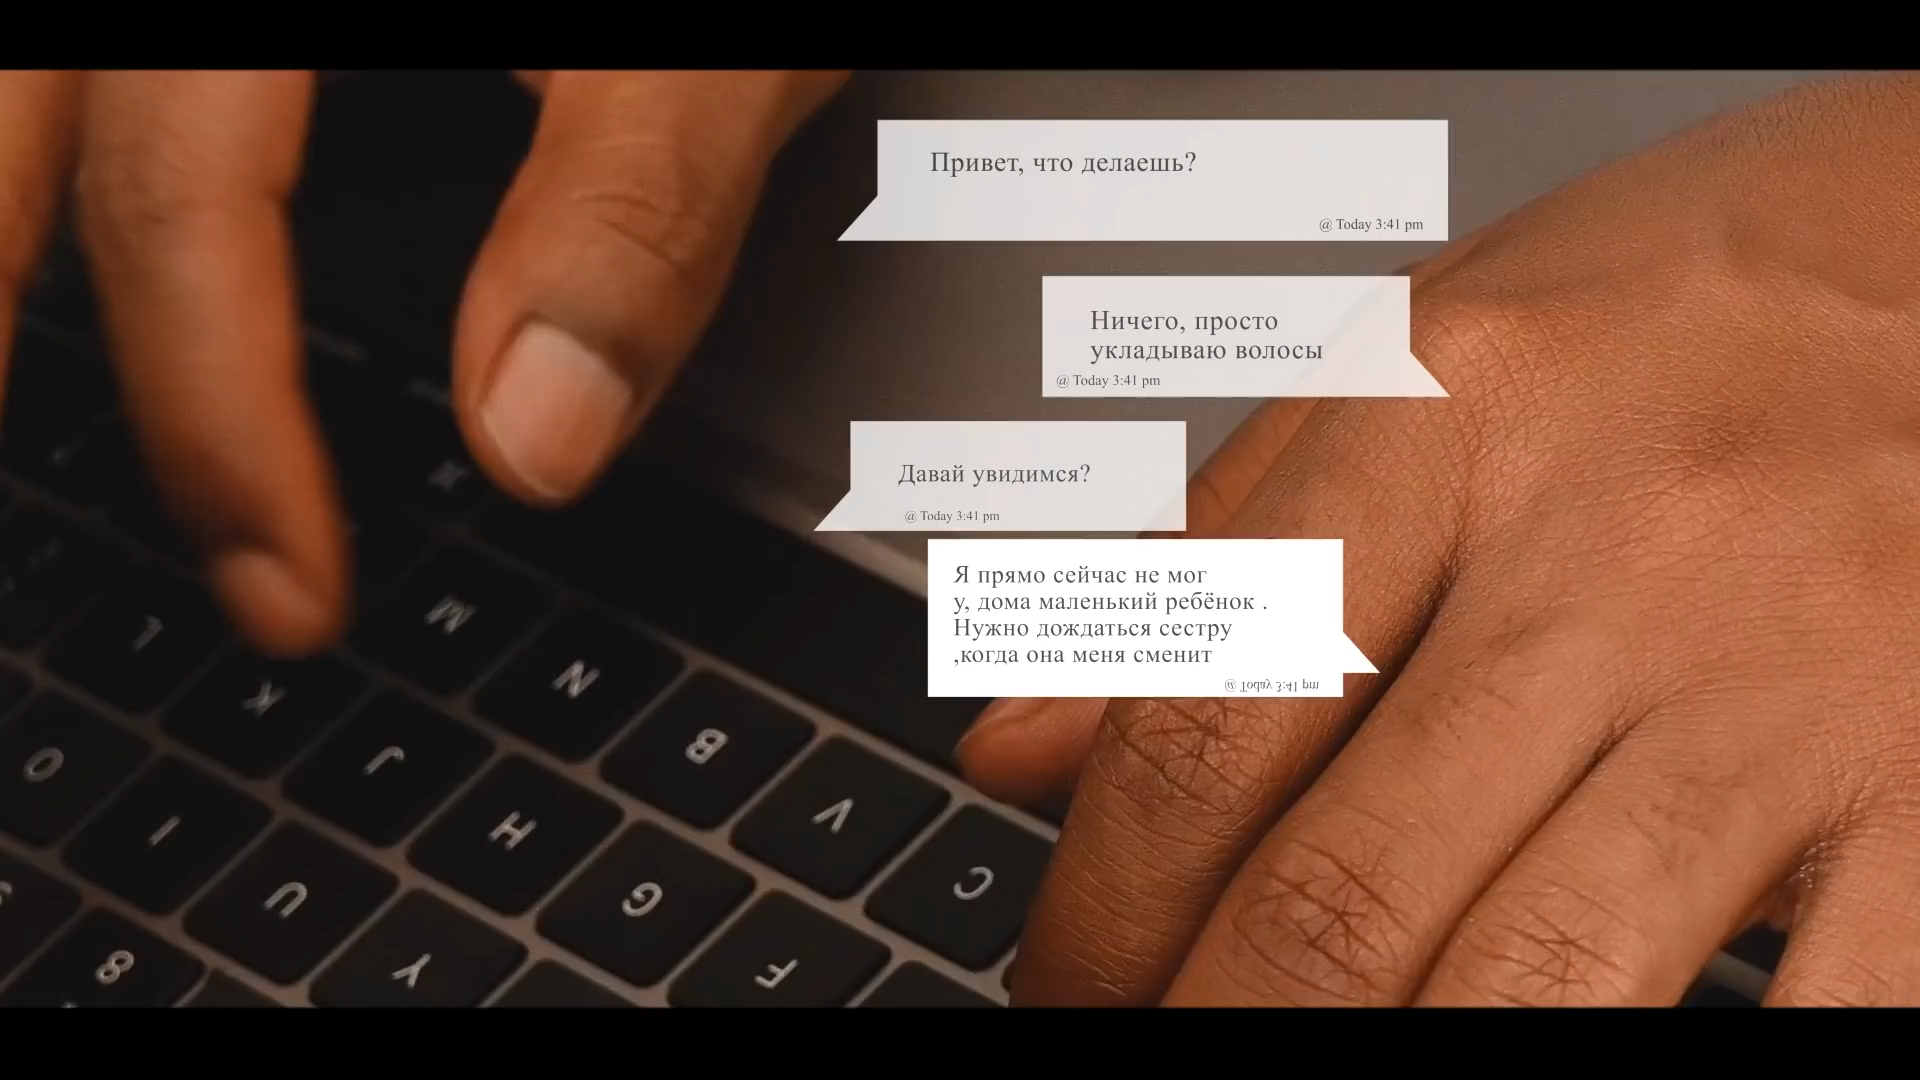 Привет, что делаешь?
@ Today 3:41 pm
Ничего, просто
укладываю волосы
@ Today 3:41 pm
Давай увидимся?
@ Today 3:41 pm
Я прямо сейчас не мог
у, дома маленький ребёнок .
Нужно дождаться сестру
,когда она меня сменит
@ Today 3:41 pm
L
M
K
N
O
J
B
I
H
V
U
G
C
8
Y
F